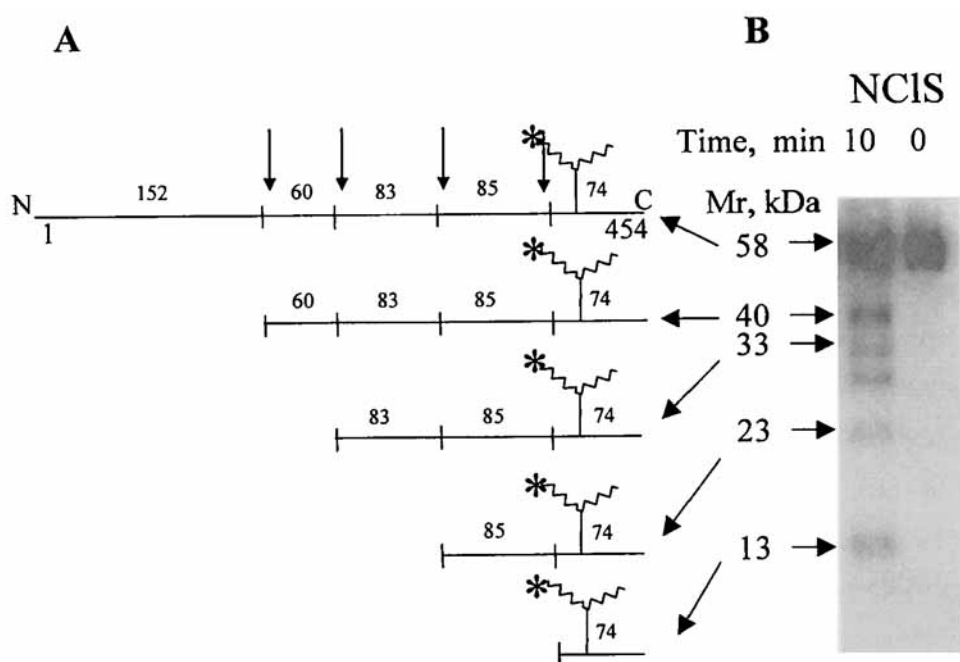 A
B
NClS
Time, min 10 0
Mr, kDa
N 152 60 83 85 * 74 C
1 454
58
* 60 83 85 74
40
33
* 83 85 74
23
* 85 74
13
* 74